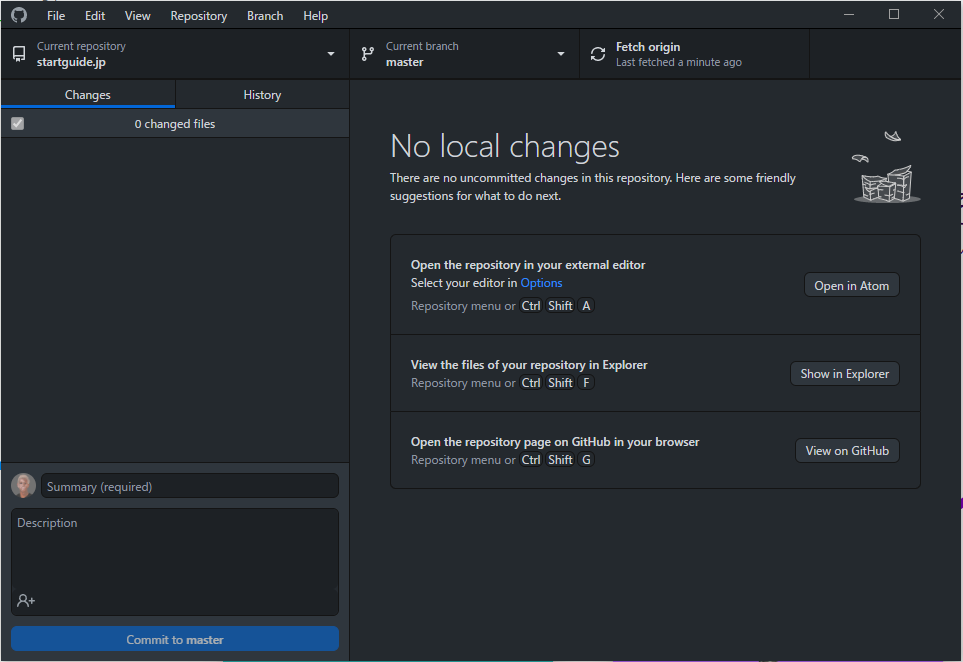 File Edit View Repository Branch Help
Current repository
startguide.jp
Current branch
master
Fetch origin
Last fetched a minute ago
Changes
History
0 changed files
No local changes
There are no uncommitted changes in this repository. Here are some friendly
suggestions for what to do next.
Open the repository in your external editor
Select your editor in Options
Repository menu or Ctrl Shift A
Open in Atom
View the files of your repository in Explorer
Repository menu or Ctrl Shift F
Show in Explorer
Open the repository page on GitHub in your browser
Repository menu or Ctrl Shift G
View on GitHub
Summary (required)
Description
Commit to master